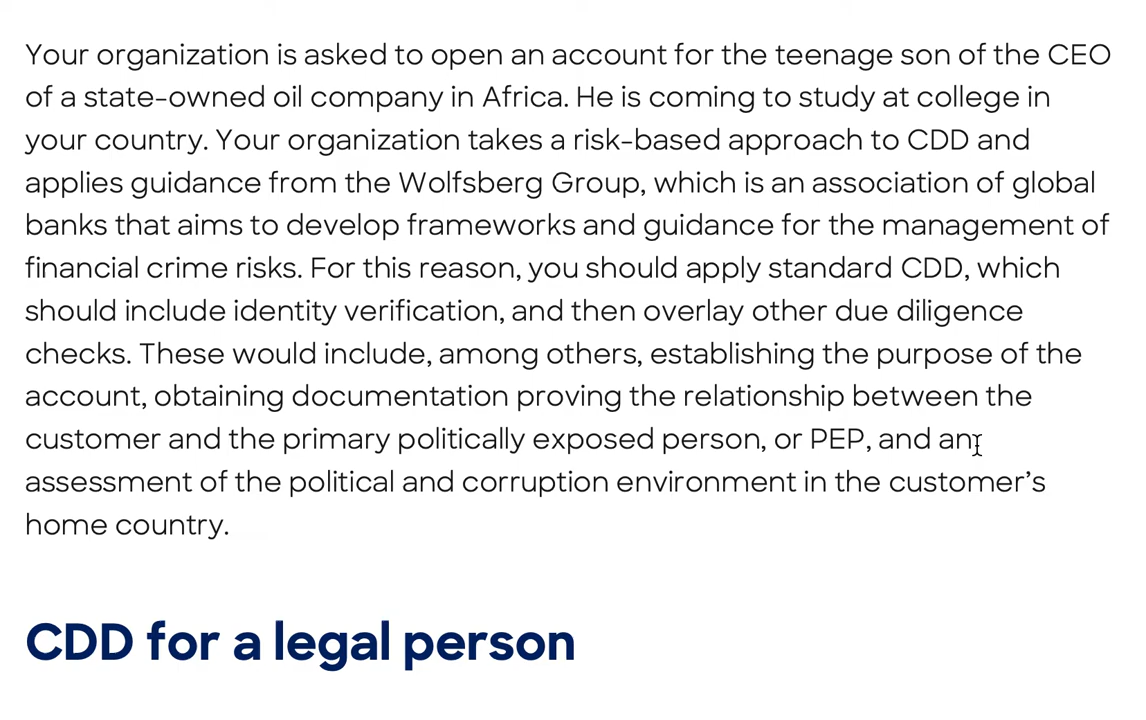 Your organization is asked to open an account for the teenage son of the CEO
of a state-owned oil company in Africa. He is coming to study at college in
your country. Your organization takes a risk-based approach to CDD and
applies guidance from the Wolfsberg Group, which is an association of global
banks that aims to develop frameworks and guidance for the management of
financial crime risks. For this reason, you should apply standard CDD, which
should include identity verification, and then overlay other due diligence
checks. These would include, among others, establishing the purpose of the
account, obtaining documentation proving the relationship between the
customer and the primary politically exposed person, or PEP, and an
assessment of the political and corruption environment in the customer’s
home country.
CDD for a legal person